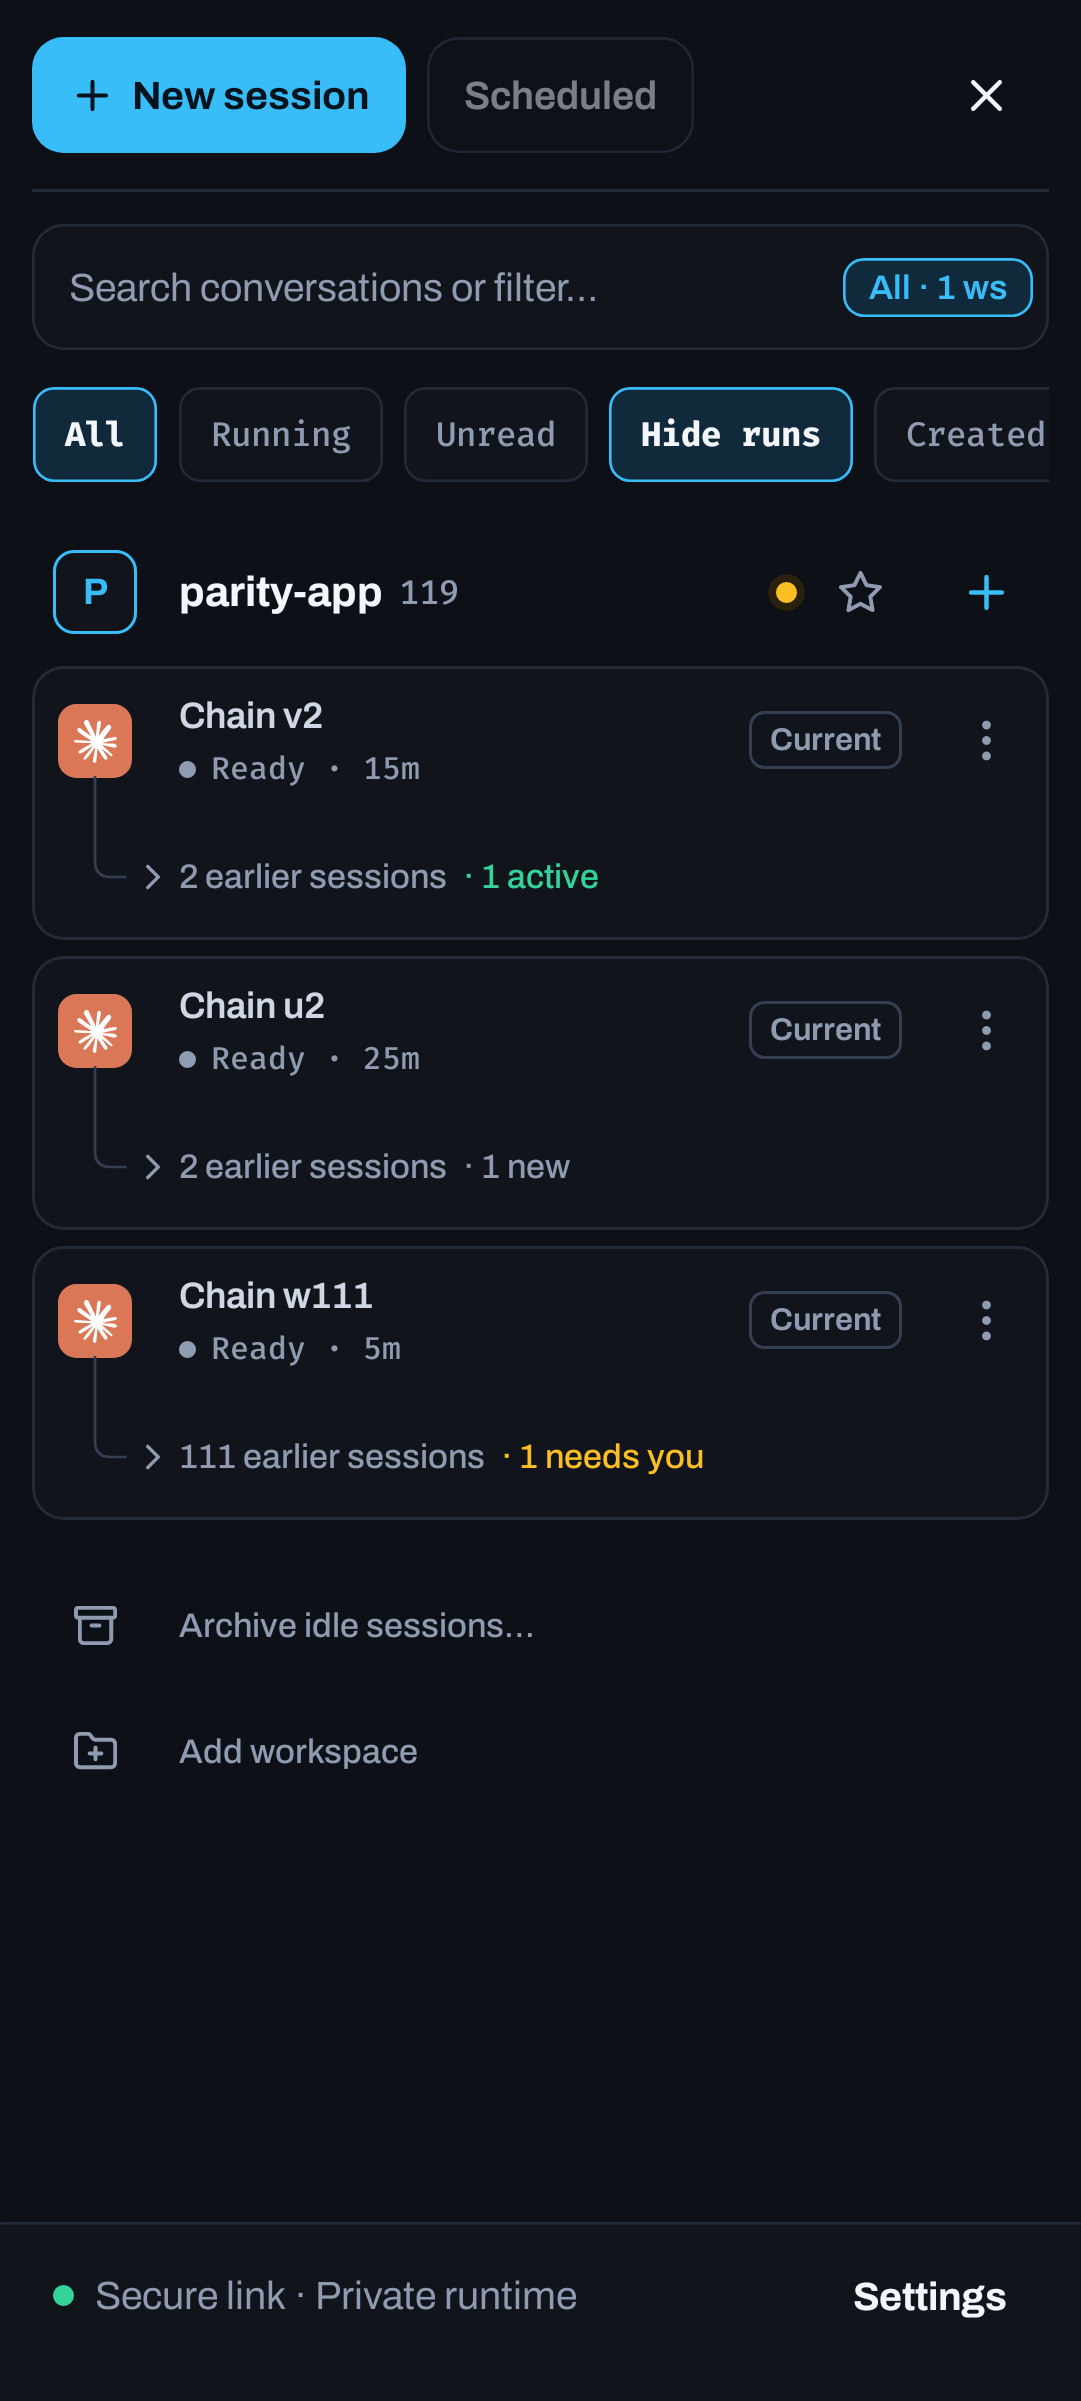 New session
Scheduled
Search conversations or filter...
All · 1 ws
All
Running
Unread
Hide runs
Created
P
parity-app 119
Chain v2
Current
Ready · 15m
2 earlier sessions · 1 active
Chain u2
Current
Ready · 25m
2 earlier sessions · 1 new
Chain w111
Current
Ready · 5m
111 earlier sessions · 1 needs you
Archive idle sessions...
Add workspace
Secure link · Private runtime
Settings